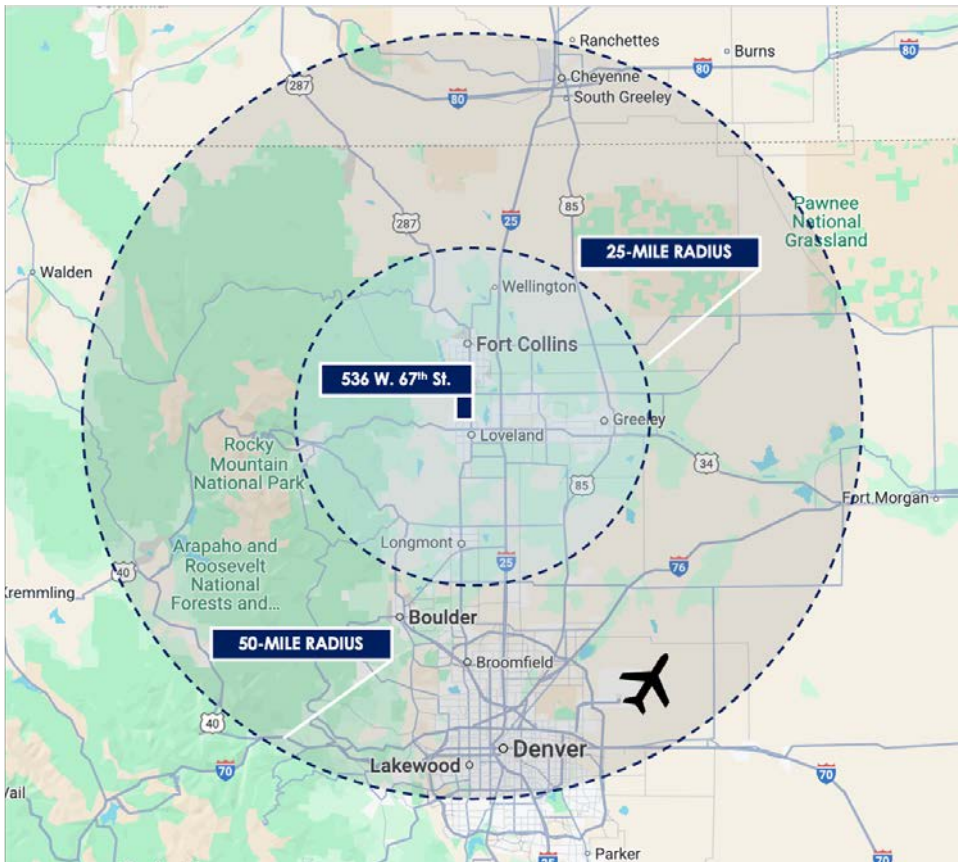 Ranchettes
Burns
80
80
Cheyenne
287
80
South Greeley
Pawnee
National
Grassland
85
25
287
25-MILE RADIUS
Walden
Wellington
Fort Collins
536 W. 67th St.
Greeley
Loveland
Rocky
Mountain
National Park
34
85
Fort Morgan
Longmont
Arapaho and
Roosevelt
National
Forests and...
25
76
40
Kremmling
Boulder
50-MILE RADIUS
Broomfield
40
Denver
Lakewood
70
70
Vail
Parker
25
70